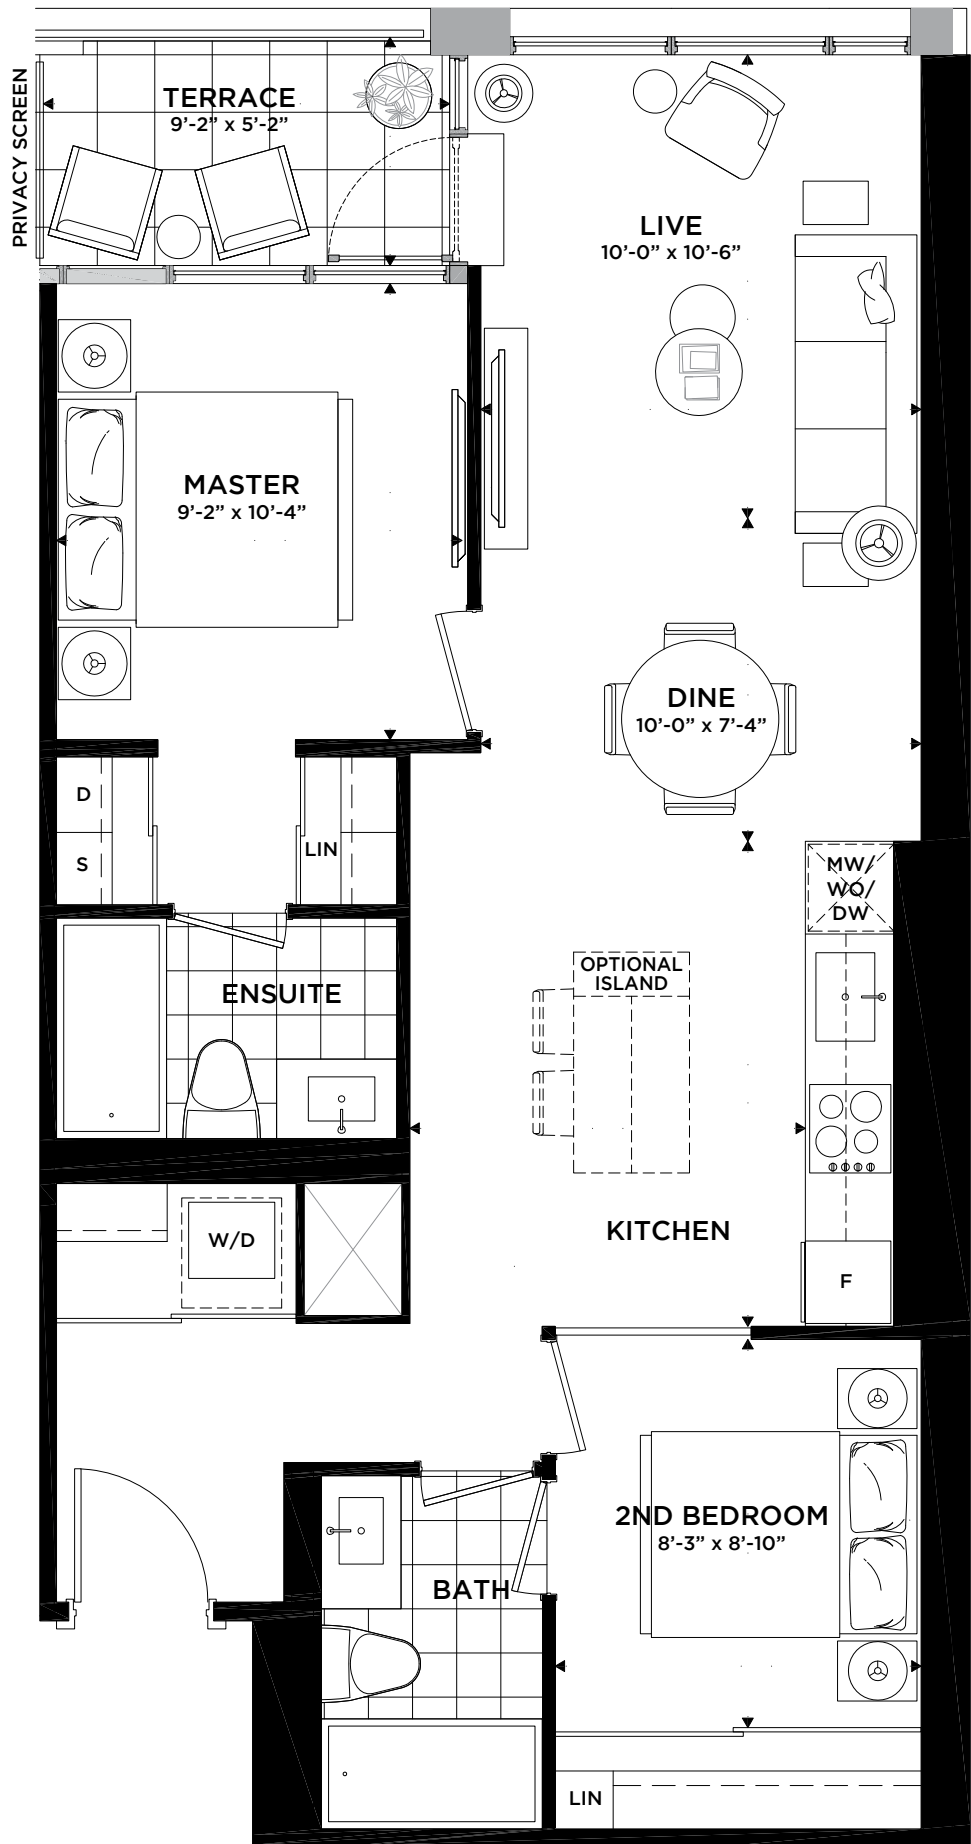 PRIVACY SCREEN
TERRACE
9'-2" x 5'-2"
LIVE
10'-0" x 10'-6"
MASTER
9'-2" x 10'-4"
DINE
10'-0" x 7'-4"
D
S
LIN
MW/
WO/
DW
ENSUITE
OPTIONAL
ISLAND
KITCHEN
W/D
F
2ND BEDROOM
8'-3" x 8'-10"
BATH
LIN